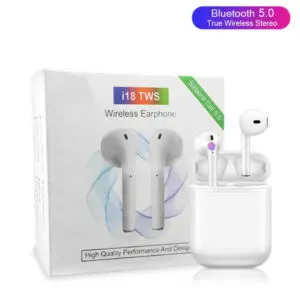 Bluetooth 5.0
True Wireless Stereo
i18 TWS
Wireless Earphone
High Quality Performance And Design